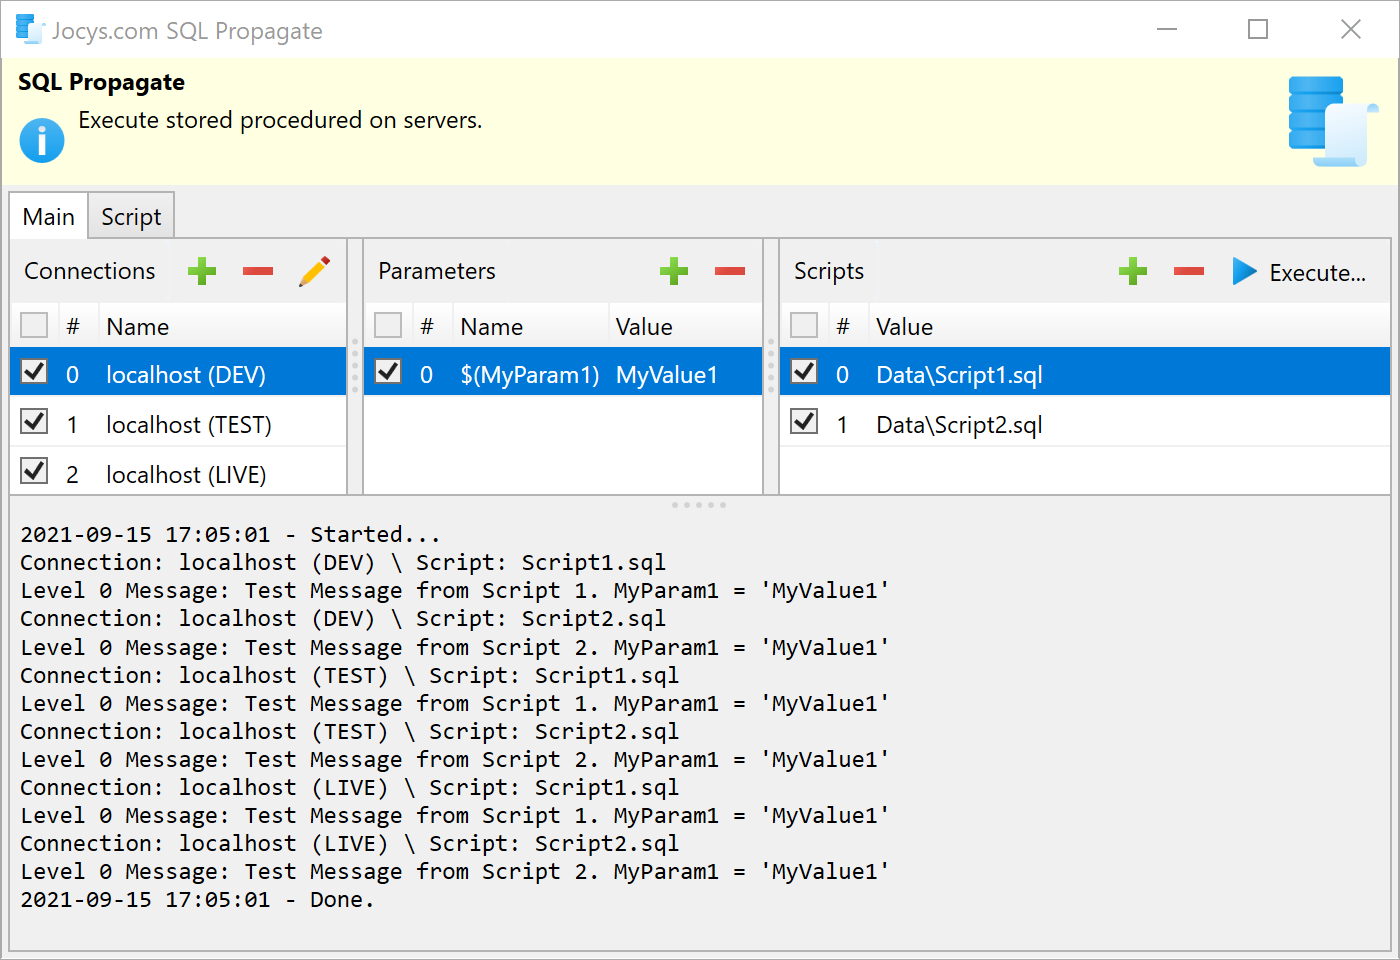 Jocys.com SQL Propagate
SQL Propagate
Execute stored procedured on servers.
Main Script
Connections Parameters Scripts Execute...
# Name # Name Value # Value
0 localhost (DEV) 0 $(MyParam1) MyValue1 0 Data\Script1.sql
1 localhost (TEST) 1 Data\Script2.sql
2 localhost (LIVE)
2021-09-15 17:05:01 - Started...
Connection: localhost (DEV) \ Script: Script1.sql
Level 0 Message: Test Message from Script 1. MyParam1 = 'MyValue1'
Connection: localhost (DEV) \ Script: Script2.sql
Level 0 Message: Test Message from Script 2. MyParam1 = 'MyValue1'
Connection: localhost (TEST) \ Script: Script1.sql
Level 0 Message: Test Message from Script 1. MyParam1 = 'MyValue1'
Connection: localhost (TEST) \ Script: Script2.sql
Level 0 Message: Test Message from Script 2. MyParam1 = 'MyValue1'
Connection: localhost (LIVE) \ Script: Script1.sql
Level 0 Message: Test Message from Script 1. MyParam1 = 'MyValue1'
Connection: localhost (LIVE) \ Script: Script2.sql
Level 0 Message: Test Message from Script 2. MyParam1 = 'MyValue1'
2021-09-15 17:05:01 - Done.